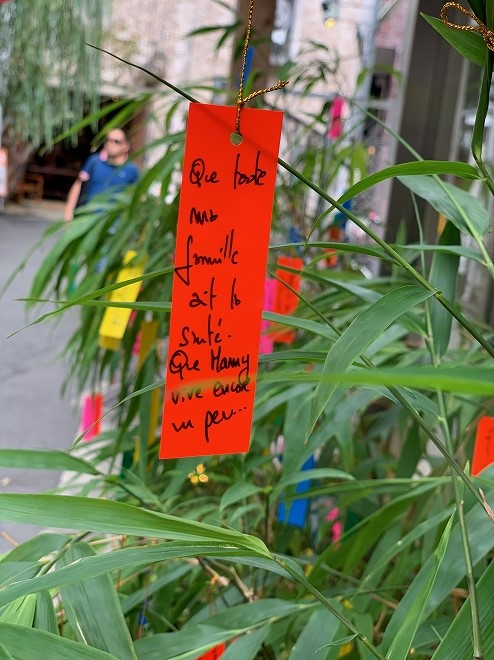 Que toute
ma
famille
ait la
santé.
Que Mamy
vive encore
un peu...